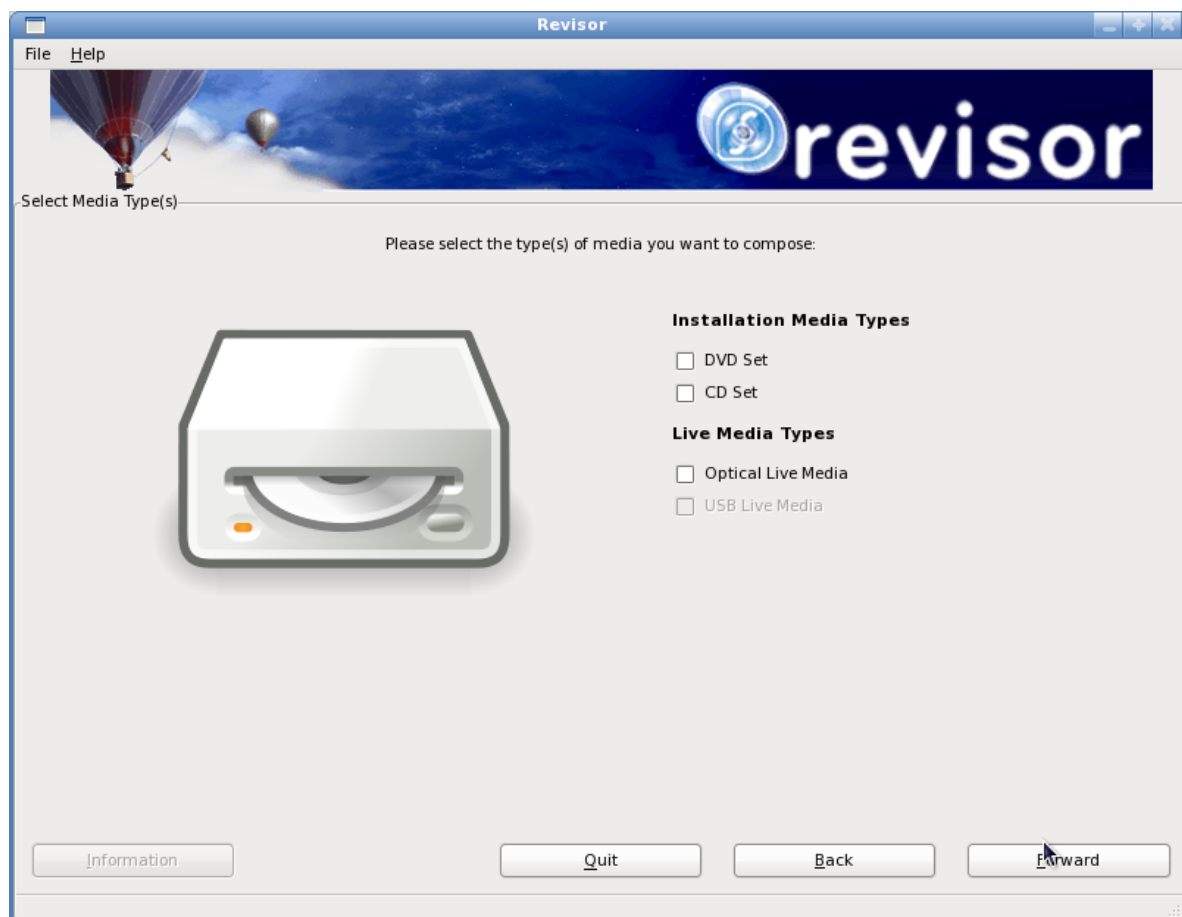 Revisor
File Help
revisor
Select Media Type(s)
Please select the type(s) of media you want to compose:
Installation Media Types
DVD Set
CD Set
Live Media Types
Optical Live Media
USB Live Media
Information Quit Back Forward